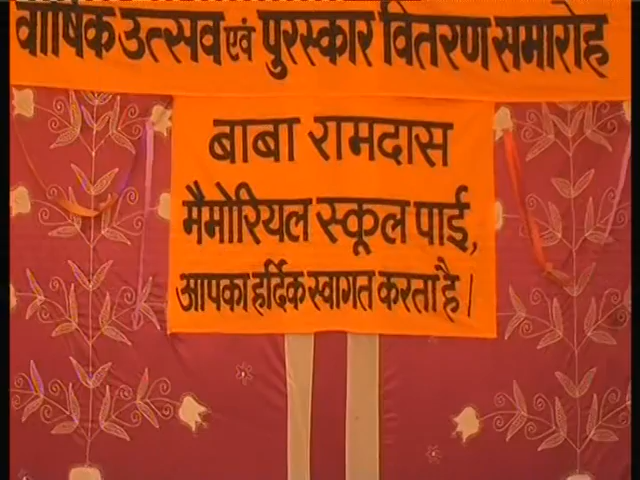 वार्षिक उत्सव एवं पुरस्कार वितरण समारोह
बाबा रामदास
मैमोरियल स्कूल पाई,
आपका हार्दिक स्वागत करता है।